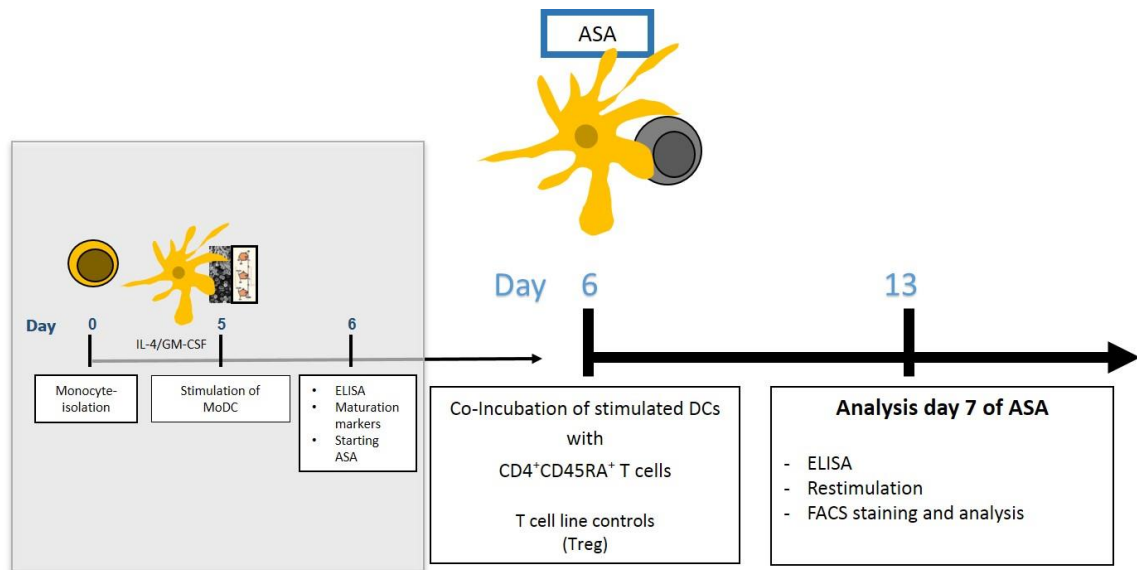 ASA
Day 0 5 6
IL-4/GM-CSF
Monocyte-
isolation
Stimulation of
MoDC
• ELISA
• Maturation
markers
• Starting
ASA
Day 6 13
Co-Incubation of stimulated DCs
with
CD4⁺CD45RA⁺ T cells
T cell line controls
(Treg)
Analysis day 7 of ASA
- ELISA
- Restimulation
- FACS staining and analysis